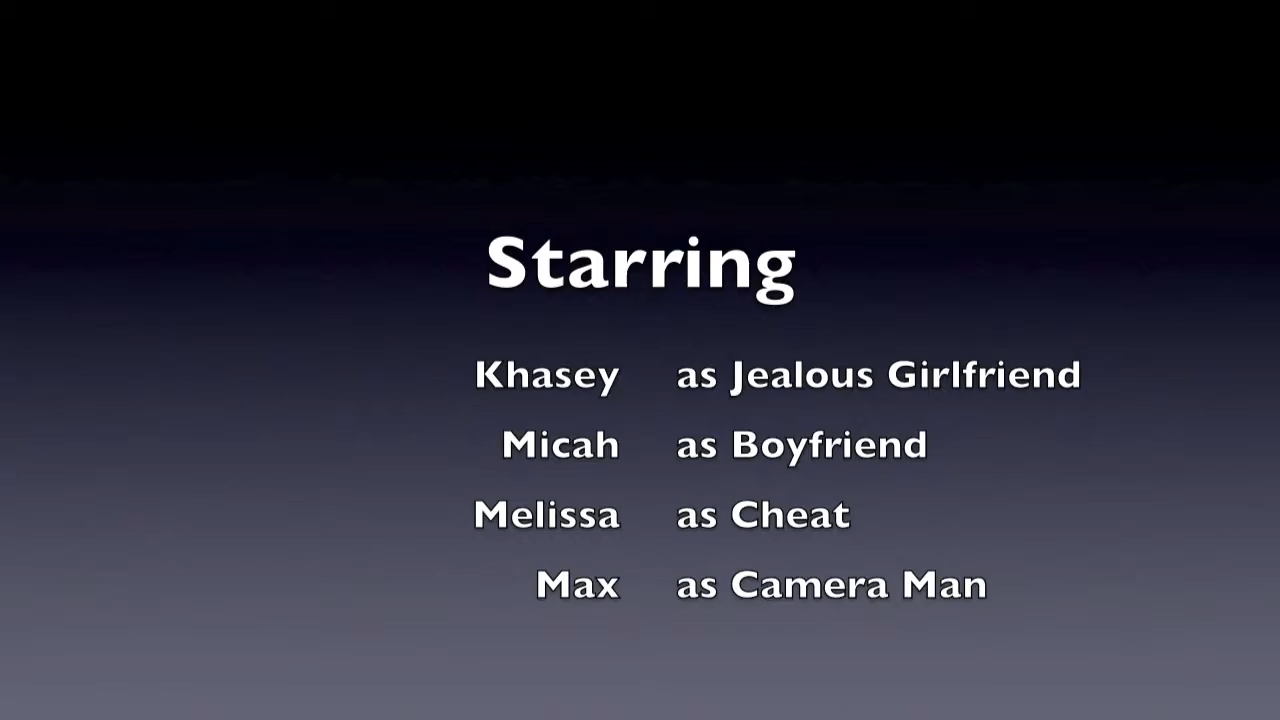 Starring
Khasey as Jealous Girlfriend
Micah as Boyfriend
Melissa as Cheat
Max as Camera Man